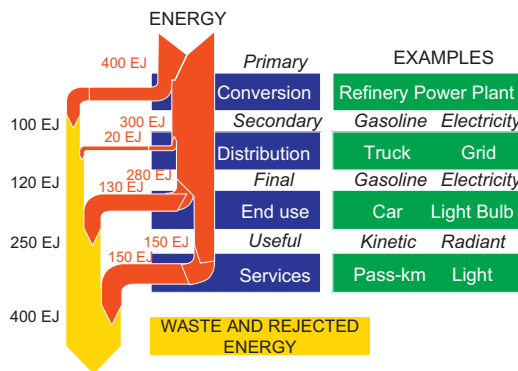 ENERGY
400 EJ
Primary
EXAMPLES
Conversion
Refinery Power Plant
100 EJ
300 EJ
Secondary
Gasoline Electricity
20 EJ
Distribution
Truck Grid
120 EJ
280 EJ
Final
Gasoline Electricity
130 EJ
End use
Car Light Bulb
250 EJ
150 EJ
Useful
Kinetic Radiant
150 EJ
Services
Pass-km Light
400 EJ
WASTE AND REJECTED
ENERGY